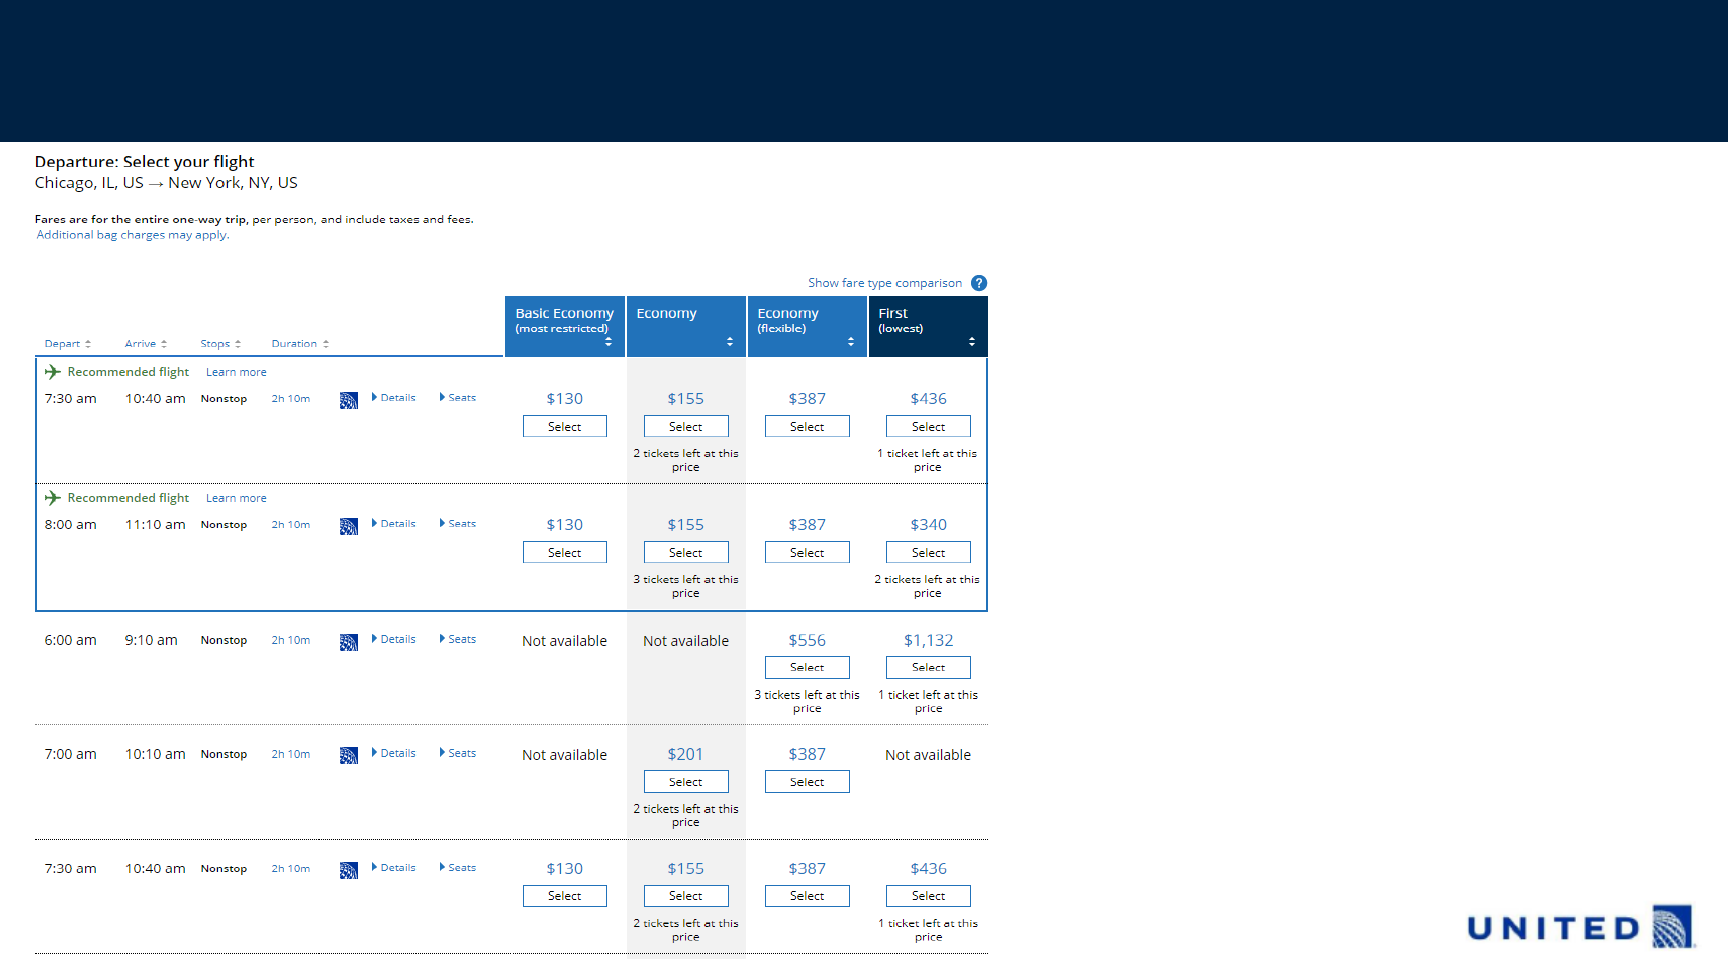 Departure: Select your flight
Chicago, IL, US → New York, NY, US
Fares are for the entire one-way trip, per person, and include taxes and fees.
Additional bag charges may apply.
Show fare type comparison ?
Depart Arrive Stops Duration Basic Economy (most restricted) Economy Economy (flexible) First (lowest)
Recommended flight Learn more
7:30 am 10:40 am Nonstop 2h 10m Details Seats $130 $155 $387 $436
Select Select Select Select
2 tickets left at this price 1 ticket left at this price
Recommended flight Learn more
8:00 am 11:10 am Nonstop 2h 10m Details Seats $130 $155 $387 $340
Select Select Select Select
3 tickets left at this price 2 tickets left at this price
6:00 am 9:10 am Nonstop 2h 10m Details Seats Not available Not available $556 $1,132
Select Select
3 tickets left at this price 1 ticket left at this price
7:00 am 10:10 am Nonstop 2h 10m Details Seats Not available $201 $387 Not available
Select Select
2 tickets left at this price
7:30 am 10:40 am Nonstop 2h 10m Details Seats $130 $155 $387 $436
Select Select Select Select
2 tickets left at this price 1 ticket left at this price
UNITED